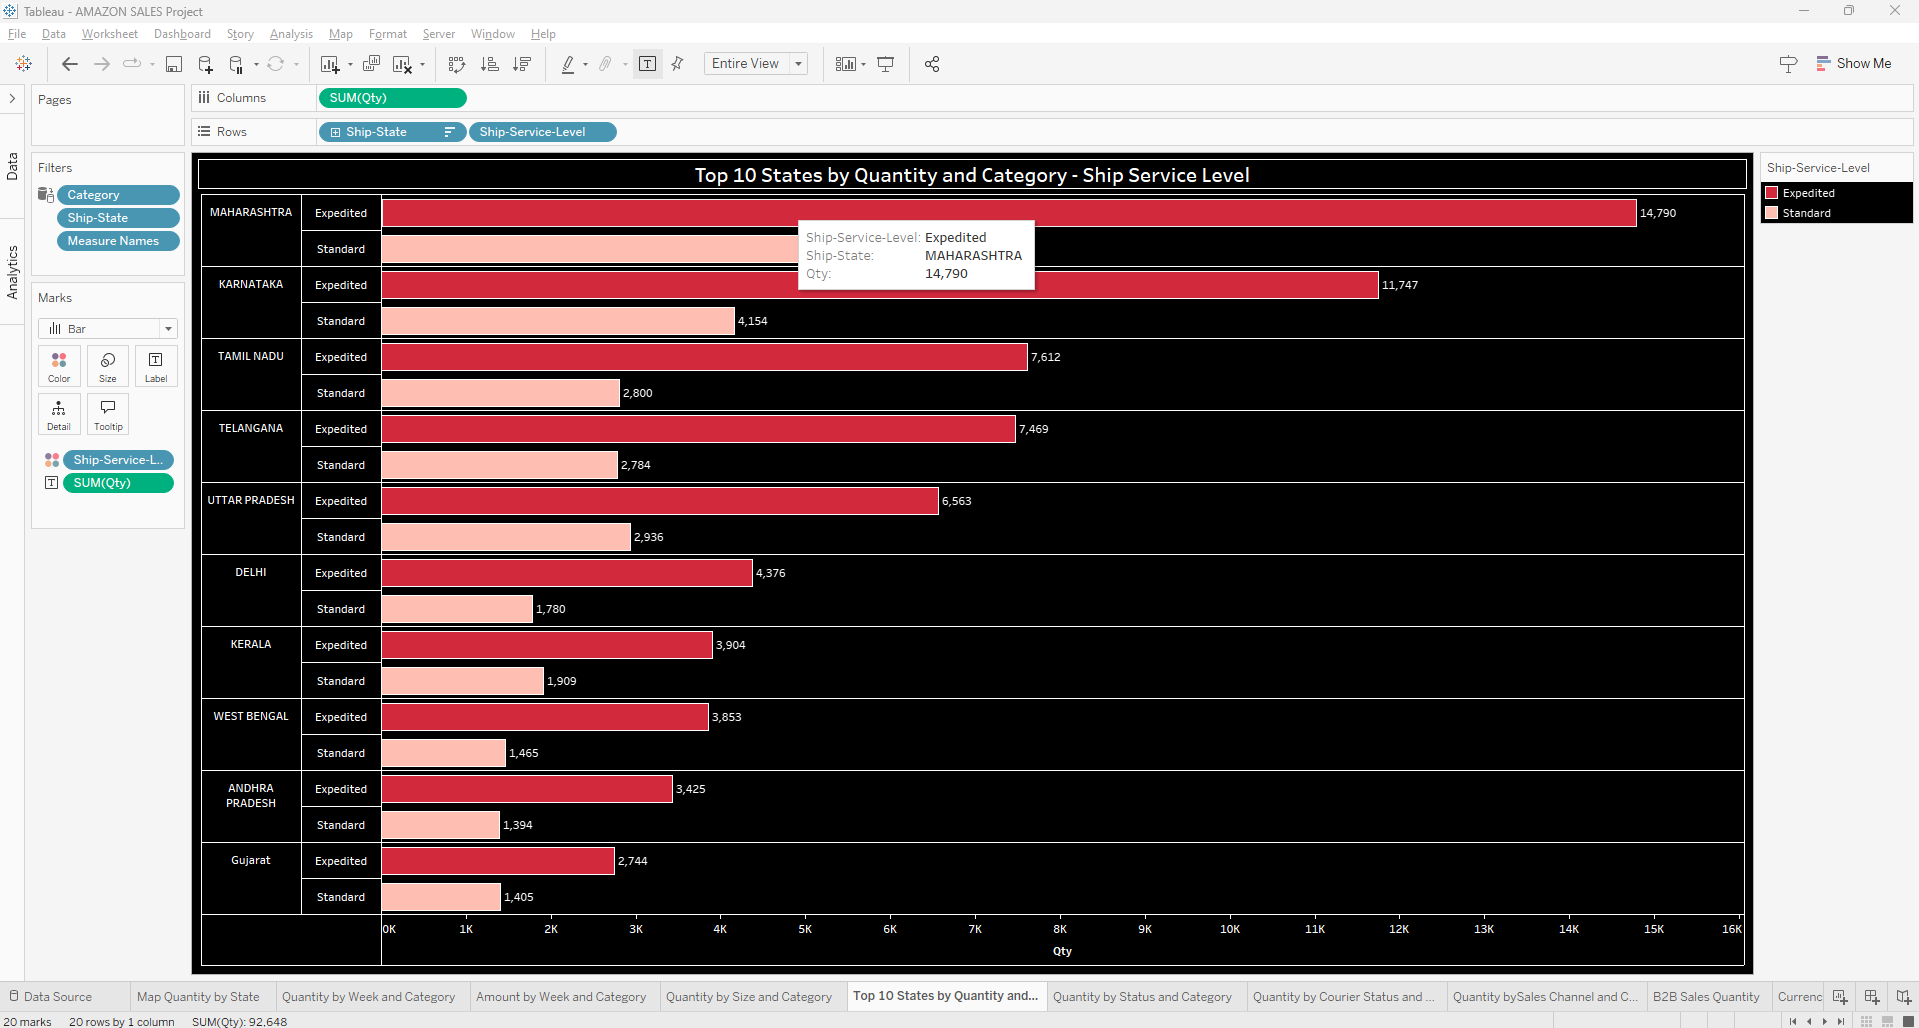 Tableau - AMAZON SALES Project
File Data Worksheet Dashboard Story Analysis Map Format Server Window Help
Entire View
Show Me
Pages
Columns
SUM(Qty)
Rows
Ship-State
Ship-Service-Level
Data
Analytics
Filters
Category
Ship-State
Measure Names
Marks
Bar
Color
Size
Label
Detail
Tooltip
Ship-Service-L..
SUM(Qty)
Top 10 States by Quantity and Category - Ship Service Level
MAHARASHTRA
Expedited 14,790
Standard
Ship-Service-Level: Expedited
Ship-State: MAHARASHTRA
Qty: 14,790
KARNATAKA
Expedited 11,747
Standard 4,154
TAMIL NADU
Expedited 7,612
Standard 2,800
TELANGANA
Expedited 7,469
Standard 2,784
UTTAR PRADESH
Expedited 6,563
Standard 2,936
DELHI
Expedited 4,376
Standard 1,780
KERALA
Expedited 3,904
Standard 1,909
WEST BENGAL
Expedited 3,853
Standard 1,465
ANDHRA
PRADESH
Expedited 3,425
Standard 1,394
Gujarat
Expedited 2,744
Standard 1,405
0K 1K 2K 3K 4K 5K 6K 7K 8K 9K 10K 11K 12K 13K 14K 15K 16K
Qty
Ship-Service-Level
Expedited
Standard
Data Source
Map Quantity by State
Quantity by Week and Category
Amount by Week and Category
Quantity by Size and Category
Top 10 States by Quantity and...
Quantity by Status and Category
Quantity by Courier Status and ...
Quantity bySales Channel and C...
B2B Sales Quantity
Currenc
20 marks 20 rows by 1 column SUM(Qty): 92,648